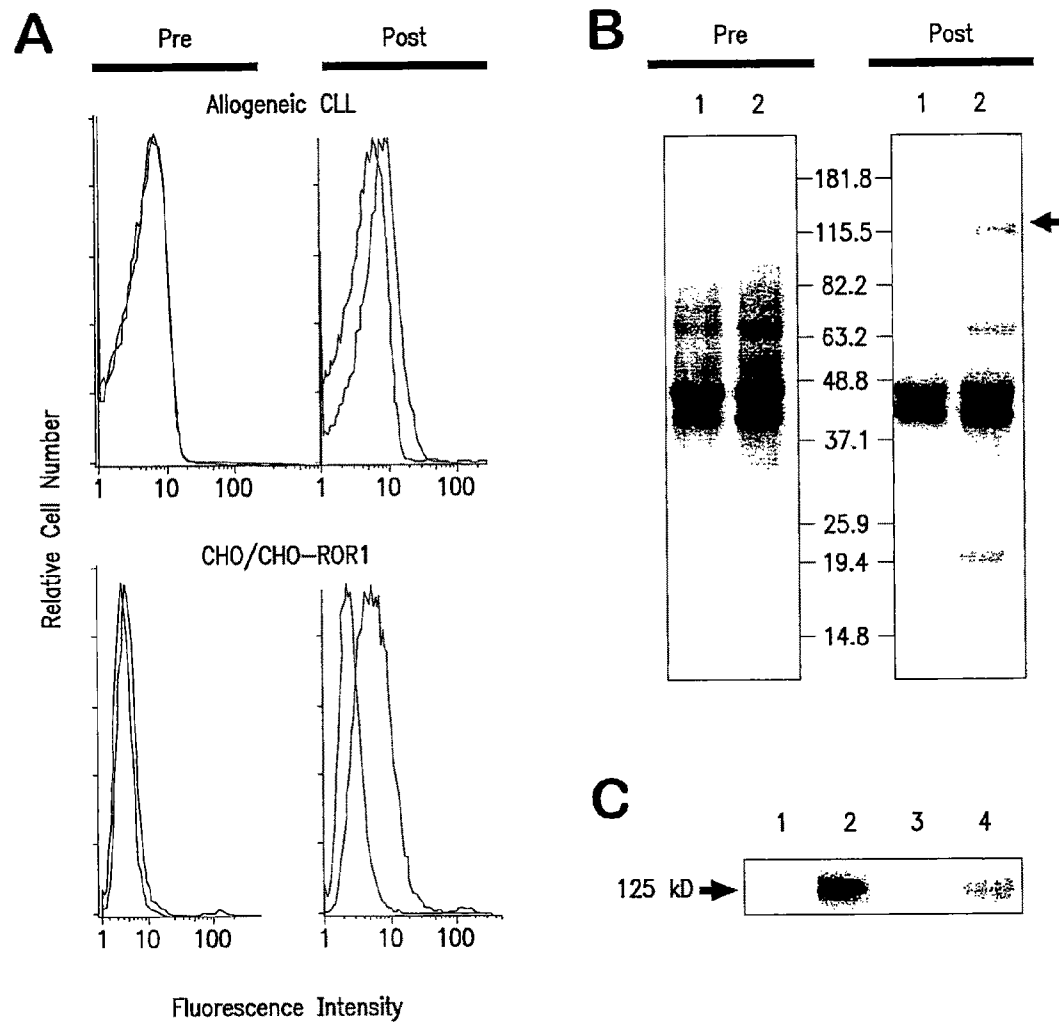 A
Pre
Post
Allogeneic CLL
1 10 100
1 10 100
CHO/CHO-ROR1
1 10 100
1 10 100
Relative Cell Number
Fluorescence Intensity
B
Pre
Post
1 2
1 2
181.8
115.5
82.2
63.2
48.8
37.1
25.9
19.4
14.8
C
1 2 3 4
125 kD